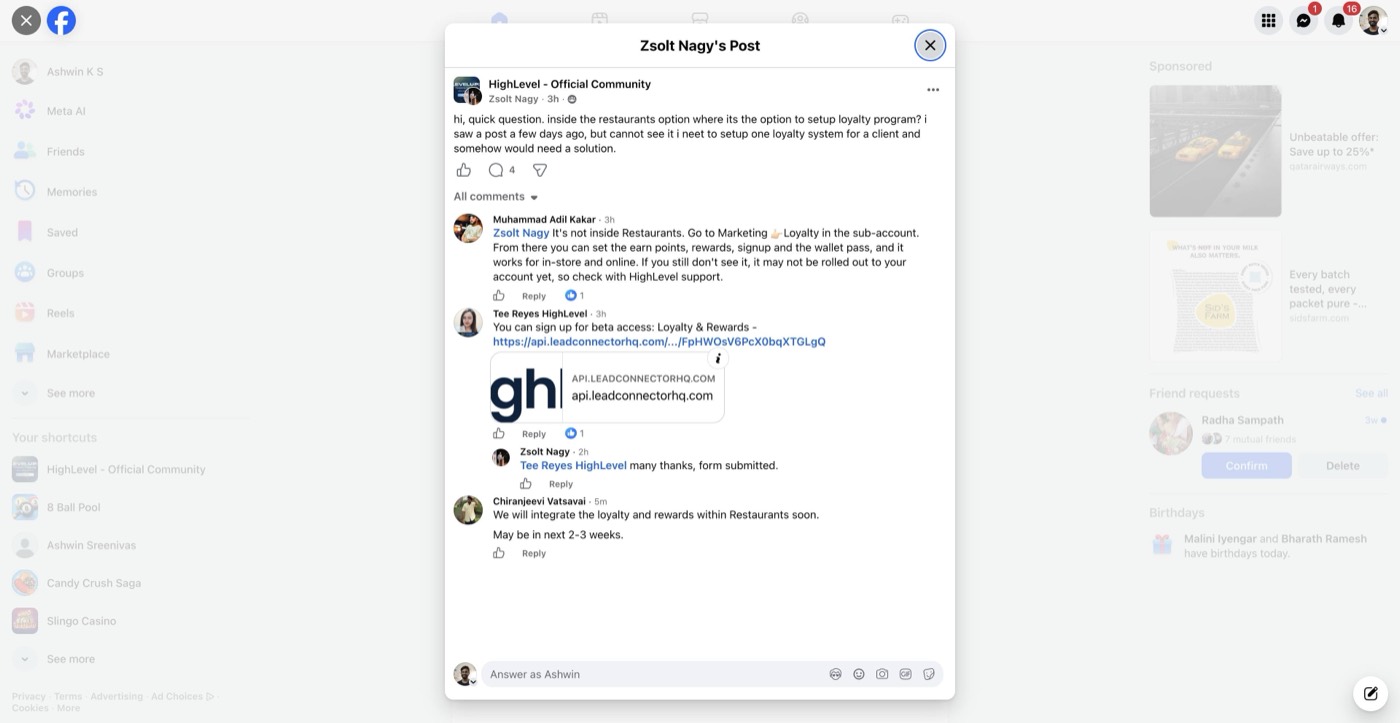 1
16
Zsolt Nagy's Post
HighLevel - Official Community
Zsolt Nagy · 3h ·
hi, quick question. inside the restaurants option where its the option to setup loyalty program? i
saw a post a few days ago, but cannot see it i neet to setup one loyalty system for a client and
somehow would need a solution.
4
All comments
Muhammad Adil Kakar · 3h
Zsolt Nagy It's not inside Restaurants. Go to Marketing 👉🏻Loyalty in the sub-account.
From there you can set the earn points, rewards, signup and the wallet pass, and it
works for in-store and online. If you still don't see it, it may not be rolled out to your
account yet, so check with HighLevel support.
Reply 1
Tee Reyes HighLevel · 3h
You can sign up for beta access: Loyalty & Rewards -
https://api.leadconnectorhq.com/.../FpHWOsV6PcX0bqXTGLgQ
ghl
API.LEADCONNECTORHQ.COM
api.leadconnectorhq.com
Reply 1
Zsolt Nagy · 2h
Tee Reyes HighLevel many thanks, form submitted.
Reply
Chiranjeevi Vatsavai · 5m
We will integrate the loyalty and rewards within Restaurants soon.
May be in next 2-3 weeks.
Reply
Answer as Ashwin
GIF
Ashwin K S
Meta AI
Friends
Memories
Saved
Groups
Reels
Marketplace
See more
Your shortcuts
HighLevel - Official Community
8 Ball Pool
Ashwin Sreenivas
Candy Crush Saga
Slingo Casino
See more
Privacy · Terms · Advertising · Ad Choices ·
Cookies · More
Sponsored
Unbeatable offer:
Save up to 25%*
qatarairways.com
WHAT'S NOT IN YOUR MILK
ALSO MATTERS.
SID'S
FARM
Every batch
tested, every
packet pure -...
sidsfarm.com
Friend requests See all
Radha Sampath 3w
7 mutual friends
Confirm Delete
Birthdays
Malini Iyengar and Bharath Ramesh
have birthdays today.